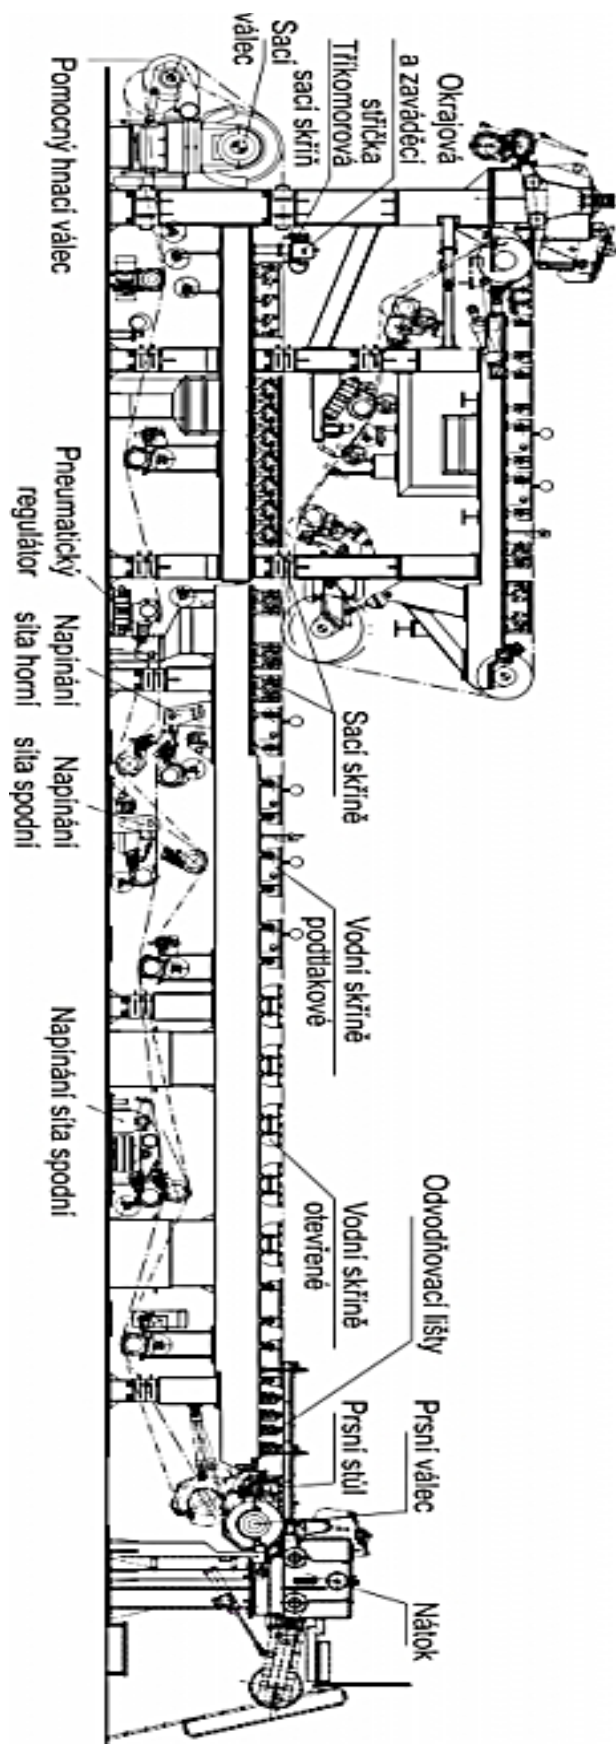 Okrajová
a zaváděcí
stříčka
Tříkomorová
sací skříň
Sací
válec
Sací skříně
Vodní skříně
podtlakové
Vodní skříně
otevřené
Odvodňovací lišty
Prsní stůl
Prsní válec
Nátok
Pomocný hnací válec
Pneumatický
regulátor
Napínání
síta horní
Napínání
síta spodní
Napínání síta spodní